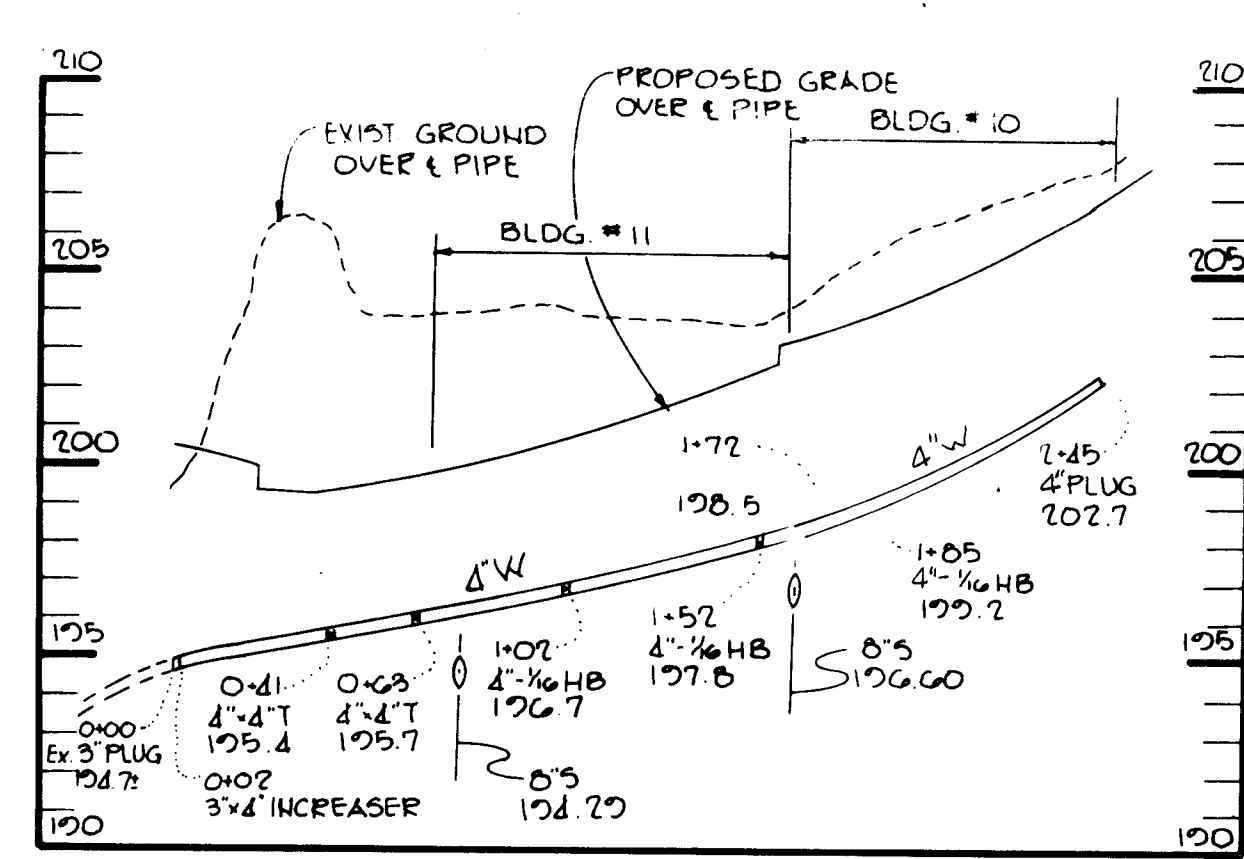 210
210
PROPOSED GRADE
OVER ℄ PIPE
BLDG. #10
EXIST. GROUND
OVER ℄ PIPE
BLDG. #11
205
205
200
200
1+72
198.5
4"W
2+45
4" PLUG
202.7
4"W
1+85
4"-1/16 HB
199.2
195
195
1+52
4"-1/16 HB
197.8
1+02
4"-1/16 HB
196.7
8"S
196.60
0+41
4"x4"T
195.4
0+63
4"x4"T
195.7
0+00
Ex. 3" PLUG
194.7±
0+02
3"x4" INCREASER
8"S
194.29
190
190